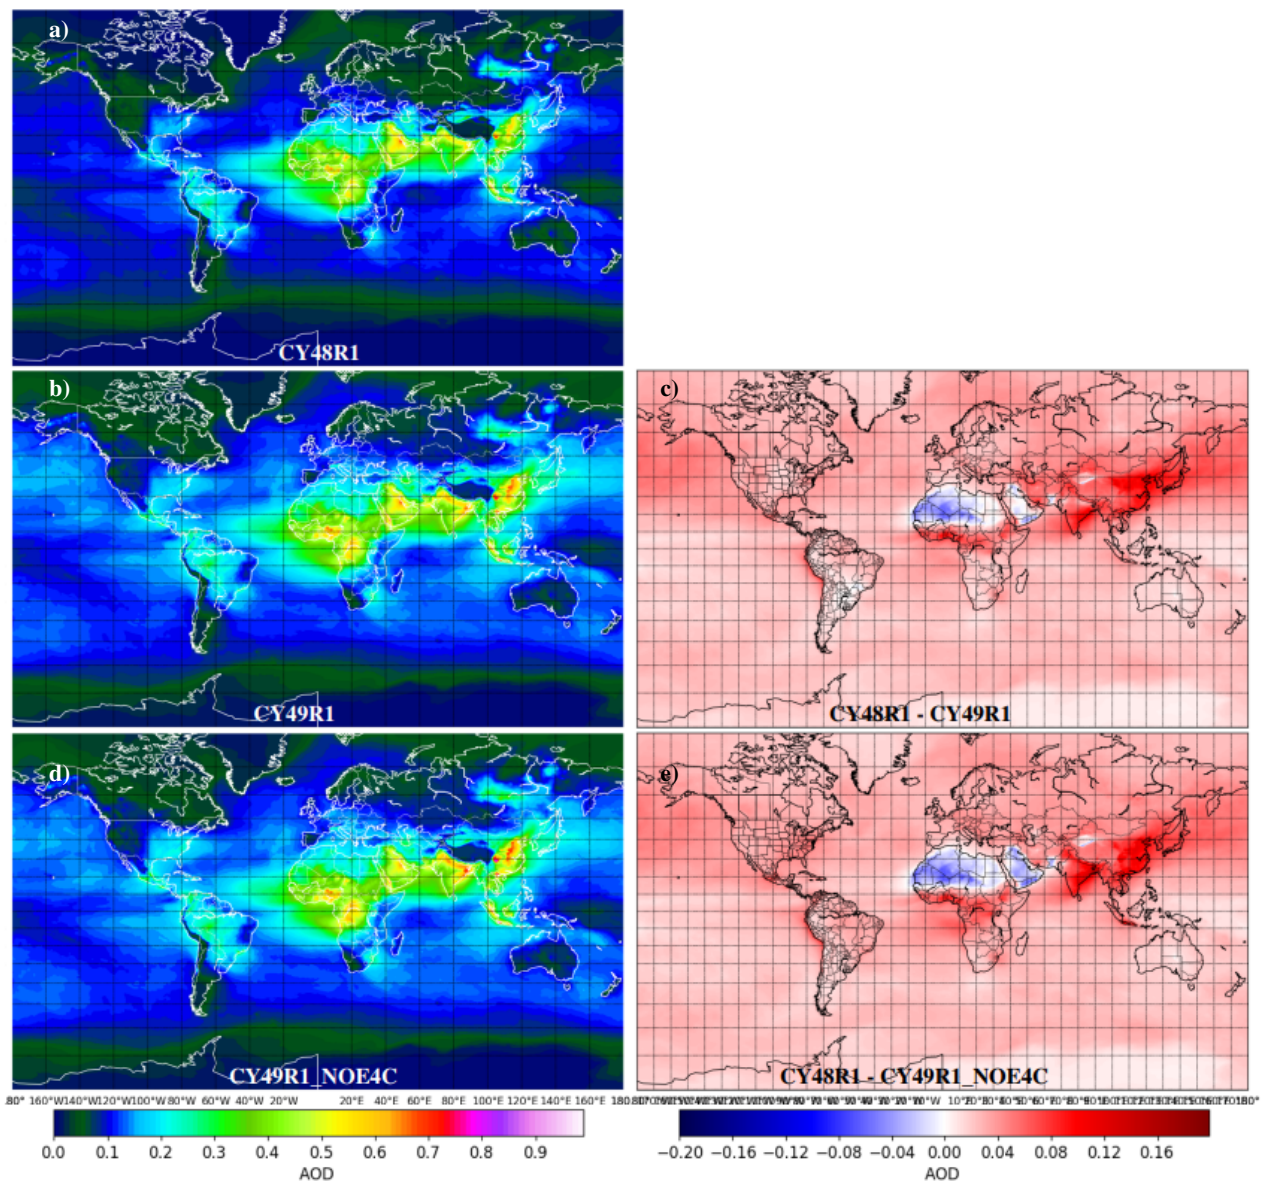 a)
CY48R1
b)
CY49R1
c)
CY48R1 - CY49R1
d)
CY49R1_NOE4C
e)
CY48R1 - CY49R1_NOE4C
160°W 140°W 120°W 100°W 80°W 60°W 40°W 20°W 20°E 40°E 60°E 80°E 100°E 120°E 140°E 160°E
0.0 0.1 0.2 0.3 0.4 0.5 0.6 0.7 0.8 0.9
AOD
−0.20 −0.16 −0.12 −0.08 −0.04 0.00 0.04 0.08 0.12 0.16
AOD